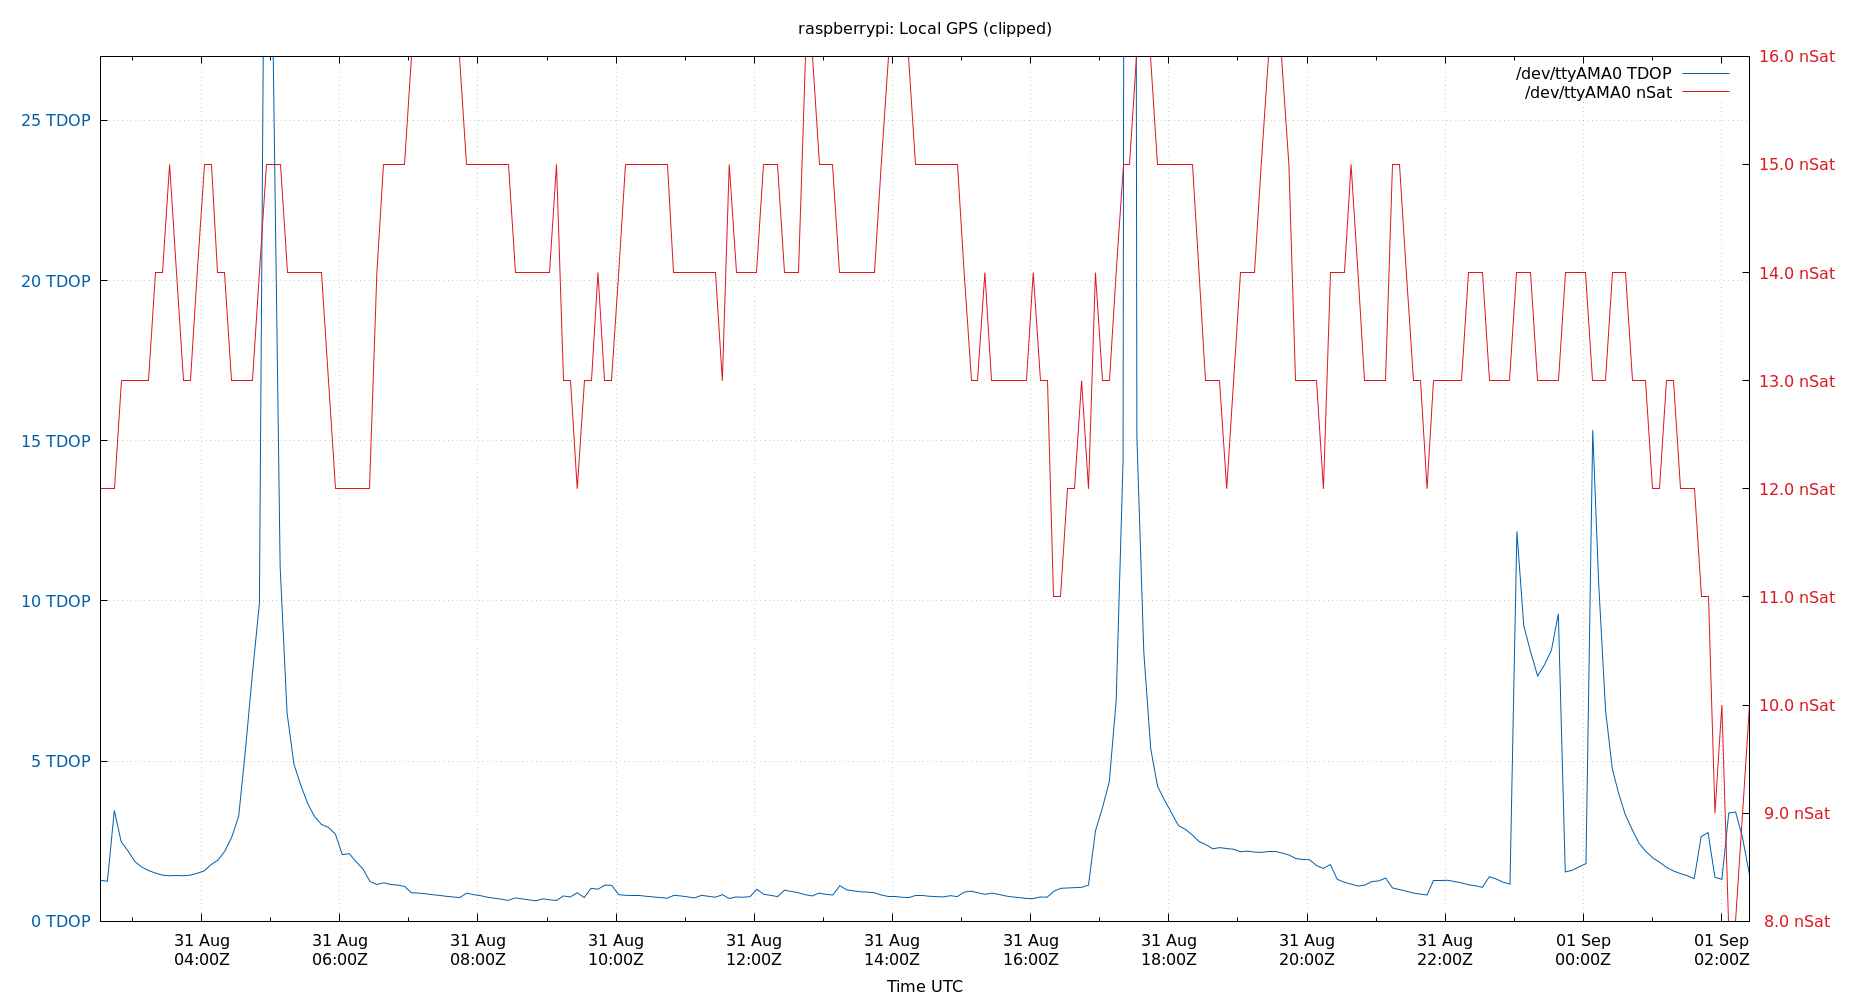 raspberrypi: Local GPS (clipped)
/dev/ttyAMA0 TDOP
/dev/ttyAMA0 nSat
25 TDOP
20 TDOP
15 TDOP
10 TDOP
5 TDOP
0 TDOP
16.0 nSat
15.0 nSat
14.0 nSat
13.0 nSat
12.0 nSat
11.0 nSat
10.0 nSat
9.0 nSat
8.0 nSat
31 Aug 31 Aug 31 Aug 31 Aug 31 Aug 31 Aug 31 Aug 31 Aug 31 Aug 31 Aug 01 Sep 01 Sep
04:00Z 06:00Z 08:00Z 10:00Z 12:00Z 14:00Z 16:00Z 18:00Z 20:00Z 22:00Z 00:00Z 02:00Z
Time UTC